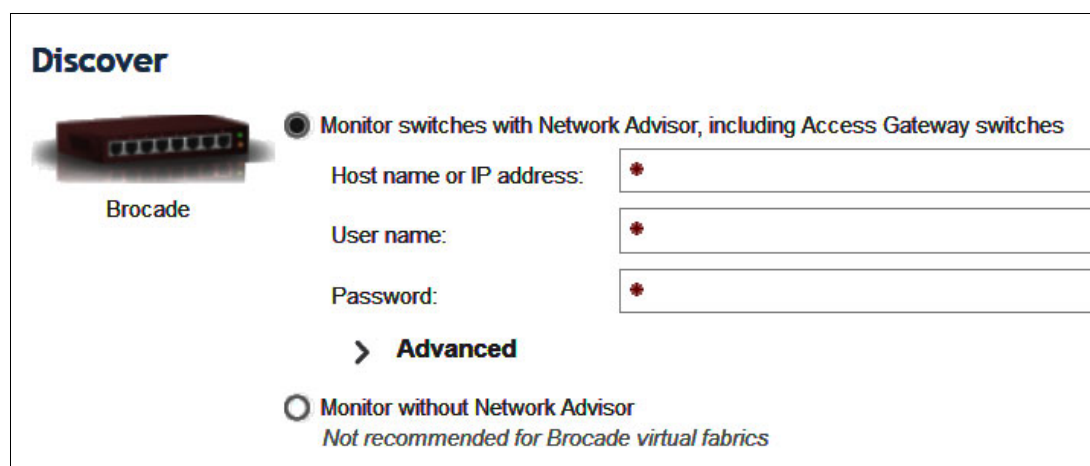 Discover
Monitor switches with Network Advisor, including Access Gateway switches
Host name or IP address: *
Brocade
User name: *
Password: *
Advanced
Monitor without Network Advisor
Not recommended for Brocade virtual fabrics